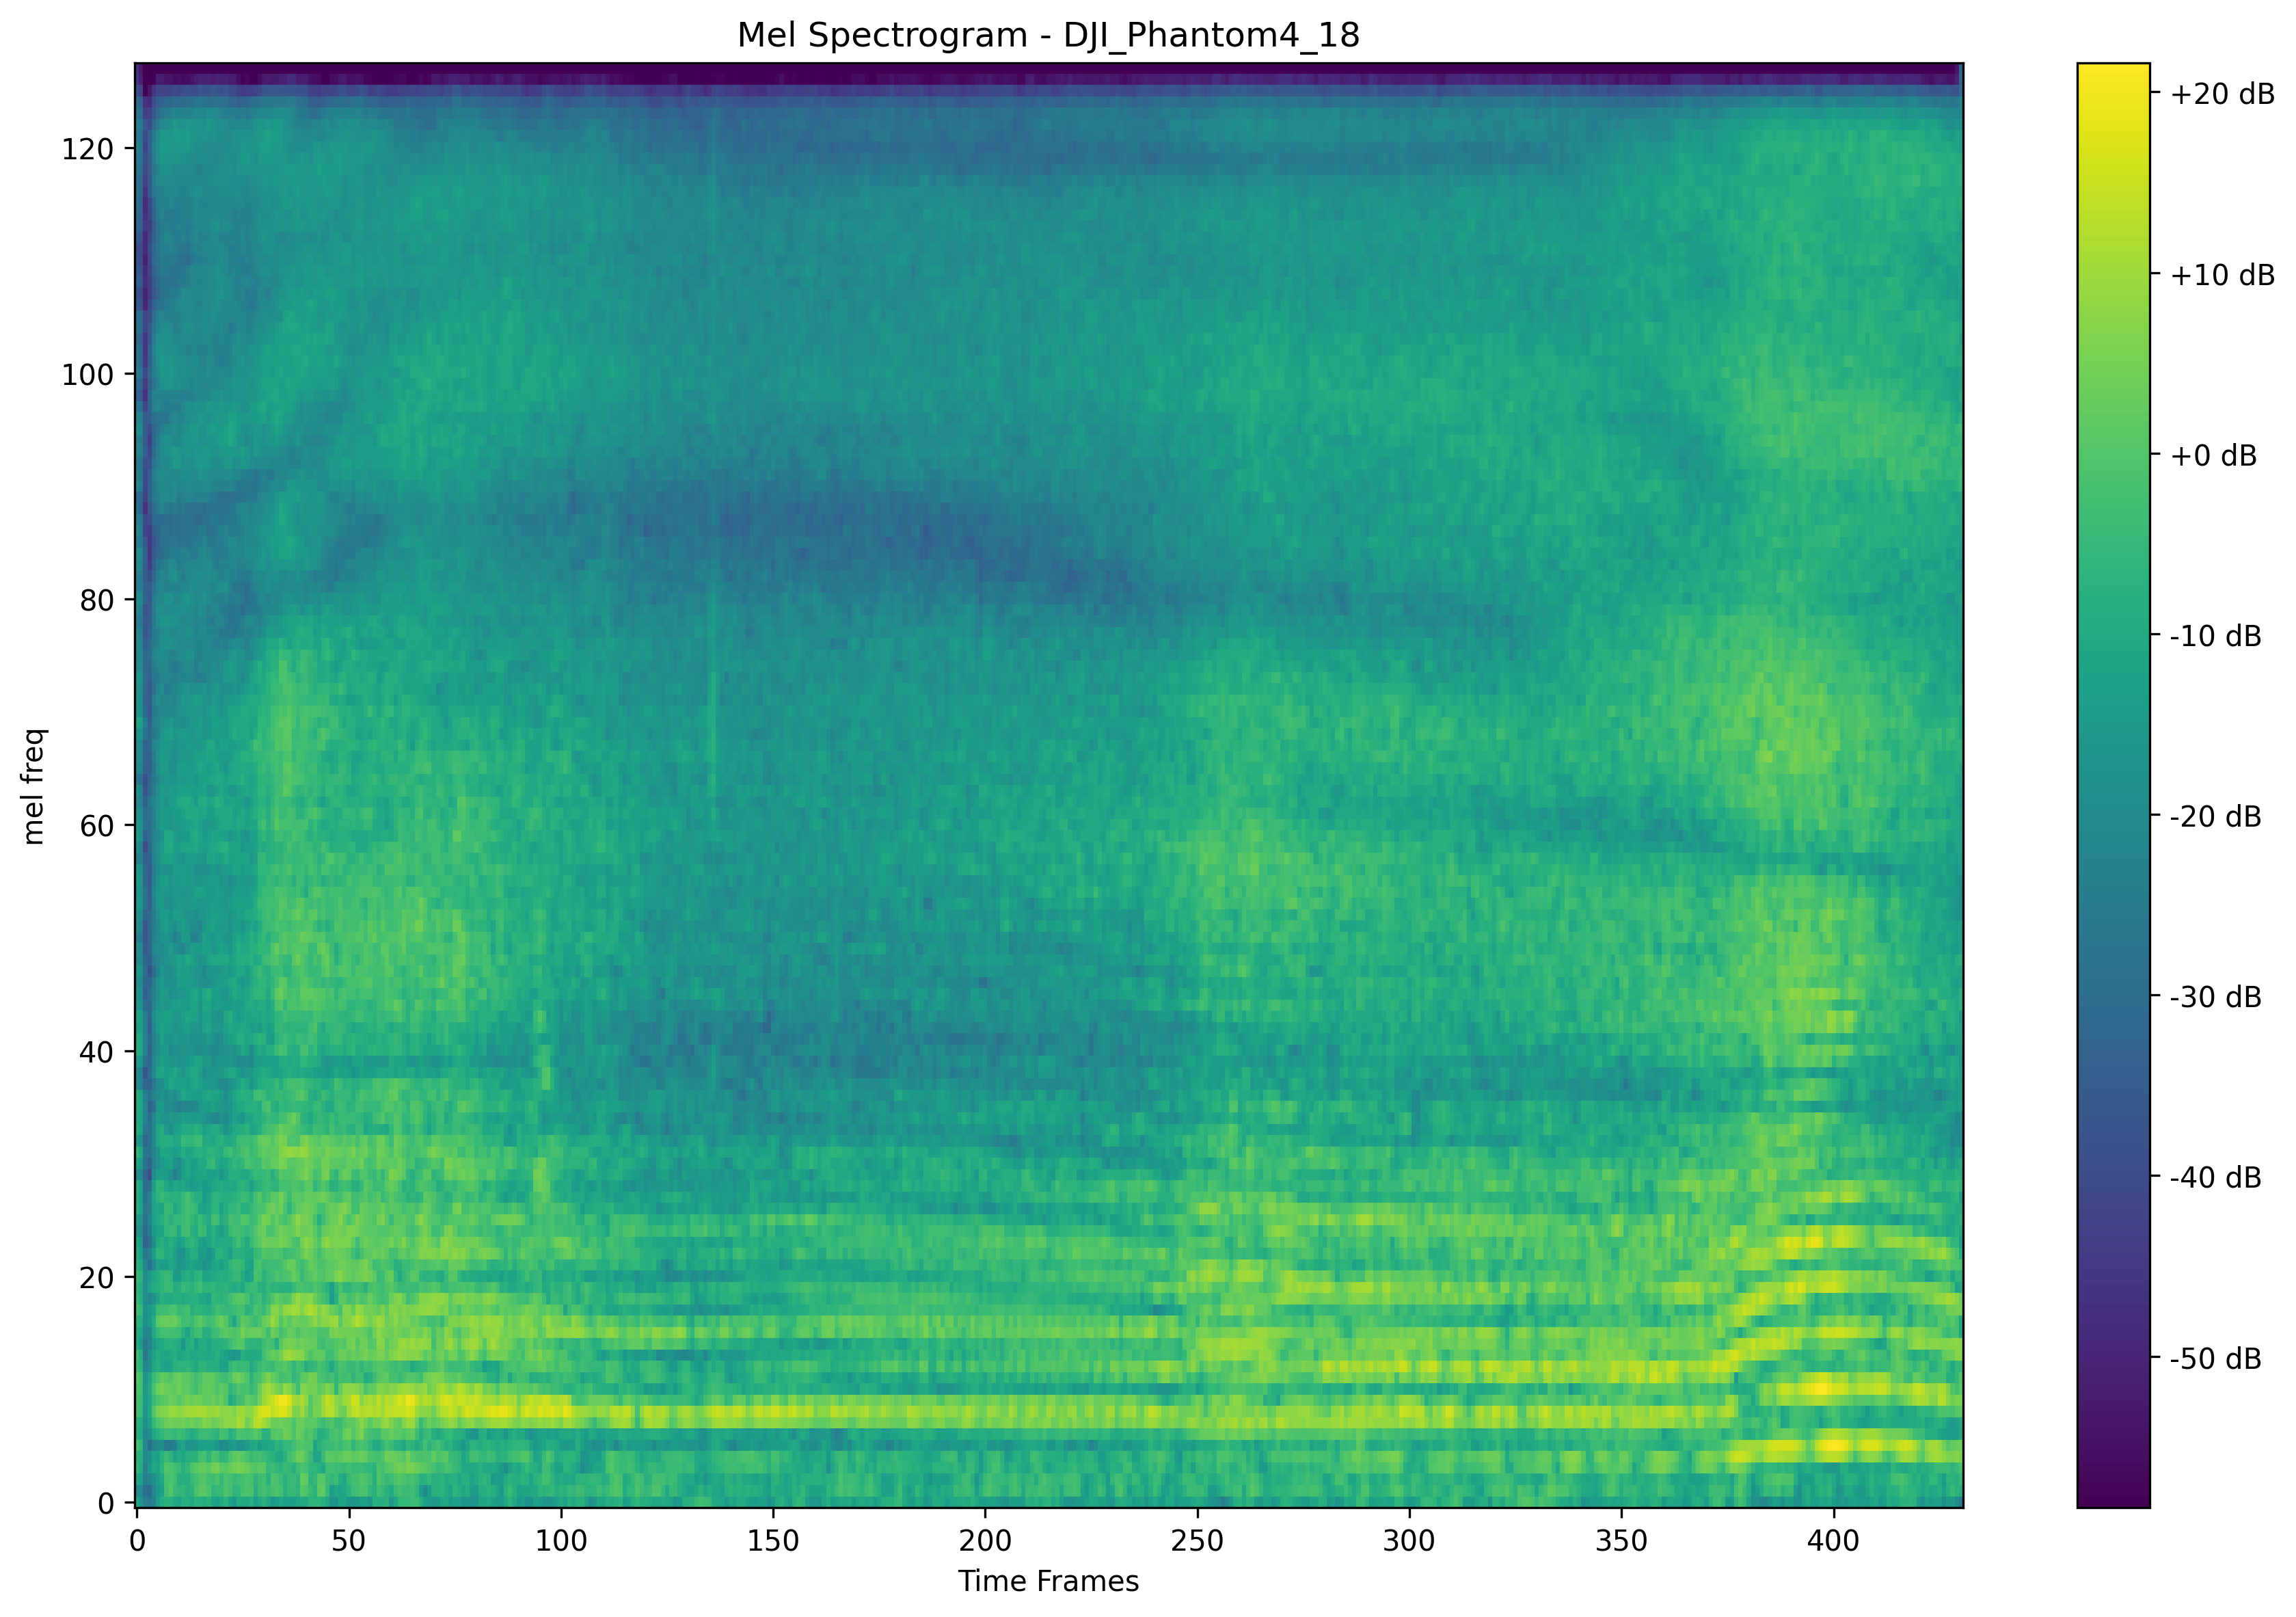 Mel Spectrogram - DJI_Phantom4_18
mel freq
120
100
80
60
40
20
0
0 50 100 150 200 250 300 350 400
Time Frames
+20 dB
+10 dB
+0 dB
-10 dB
-20 dB
-30 dB
-40 dB
-50 dB